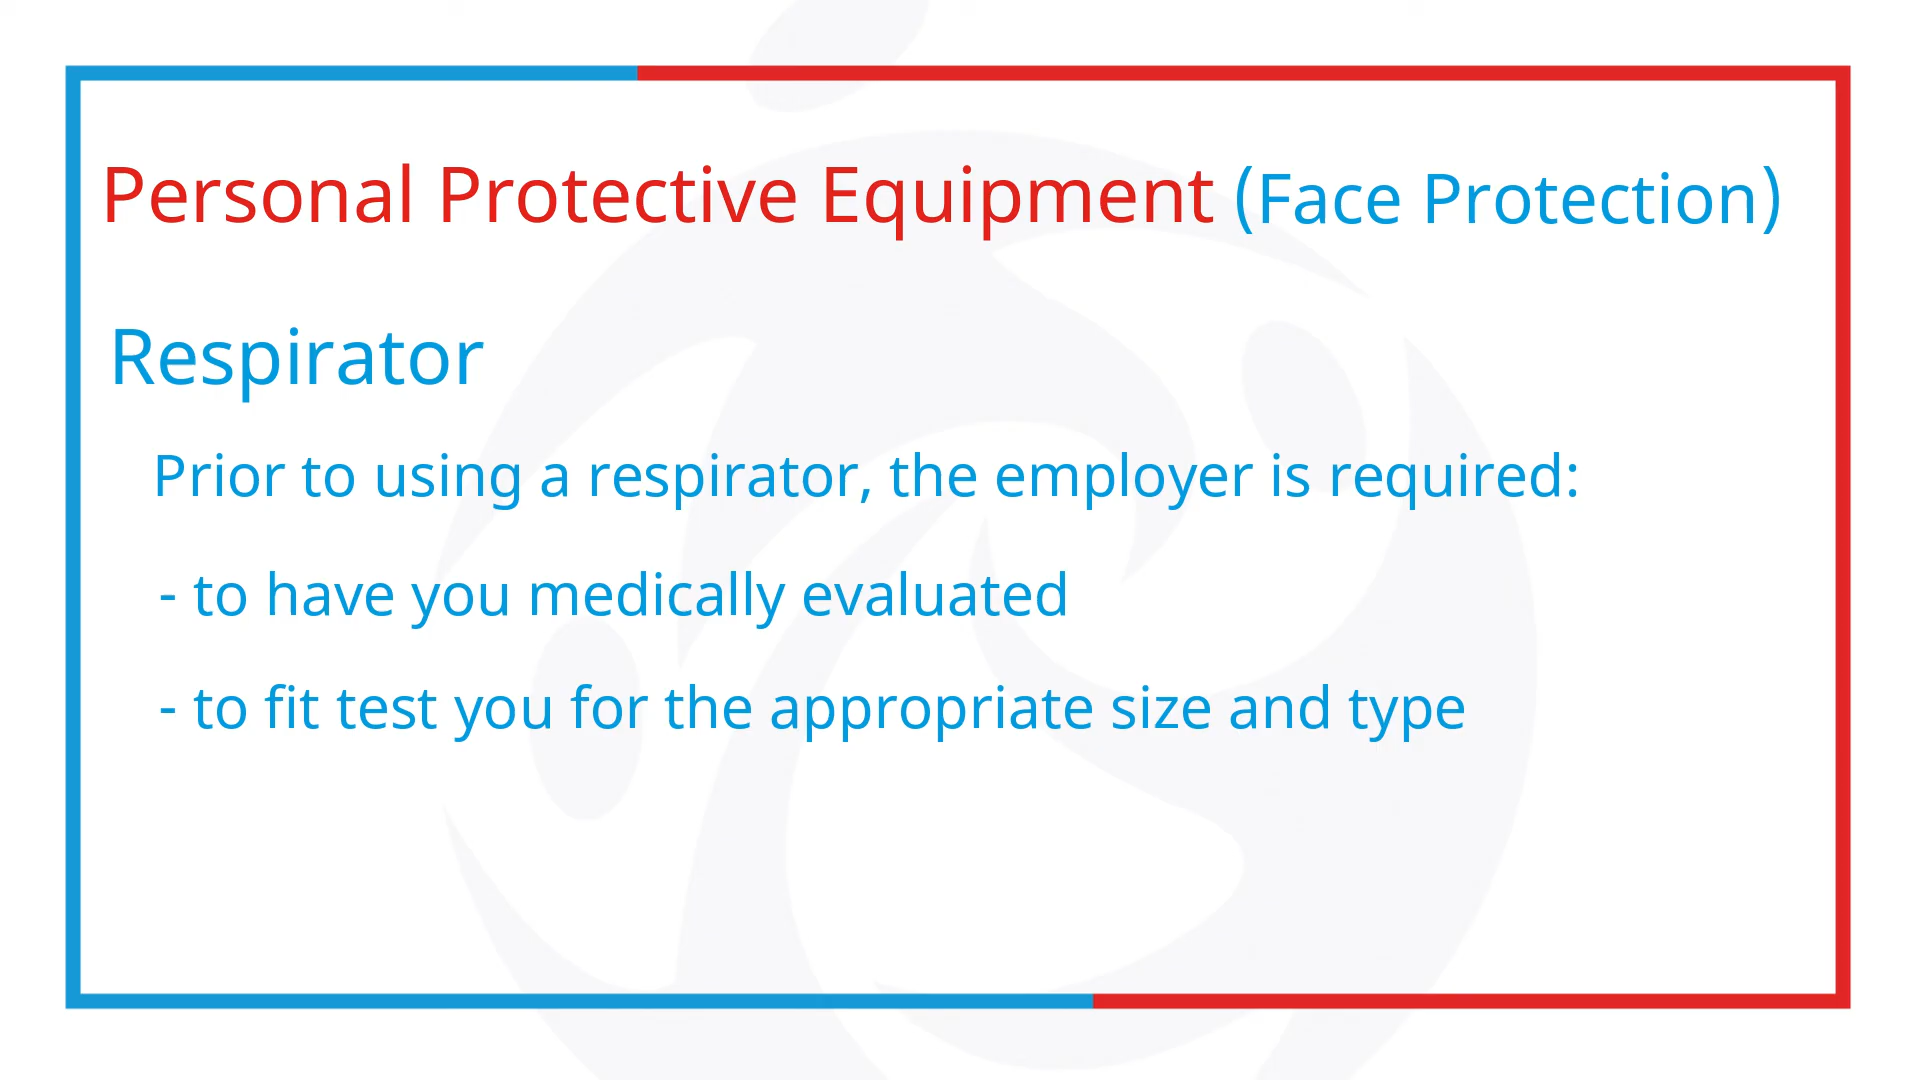 Personal Protective Equipment (Face Protection)
Respirator
Prior to using a respirator, the employer is required:
- to have you medically evaluated
- to fit test you for the appropriate size and type